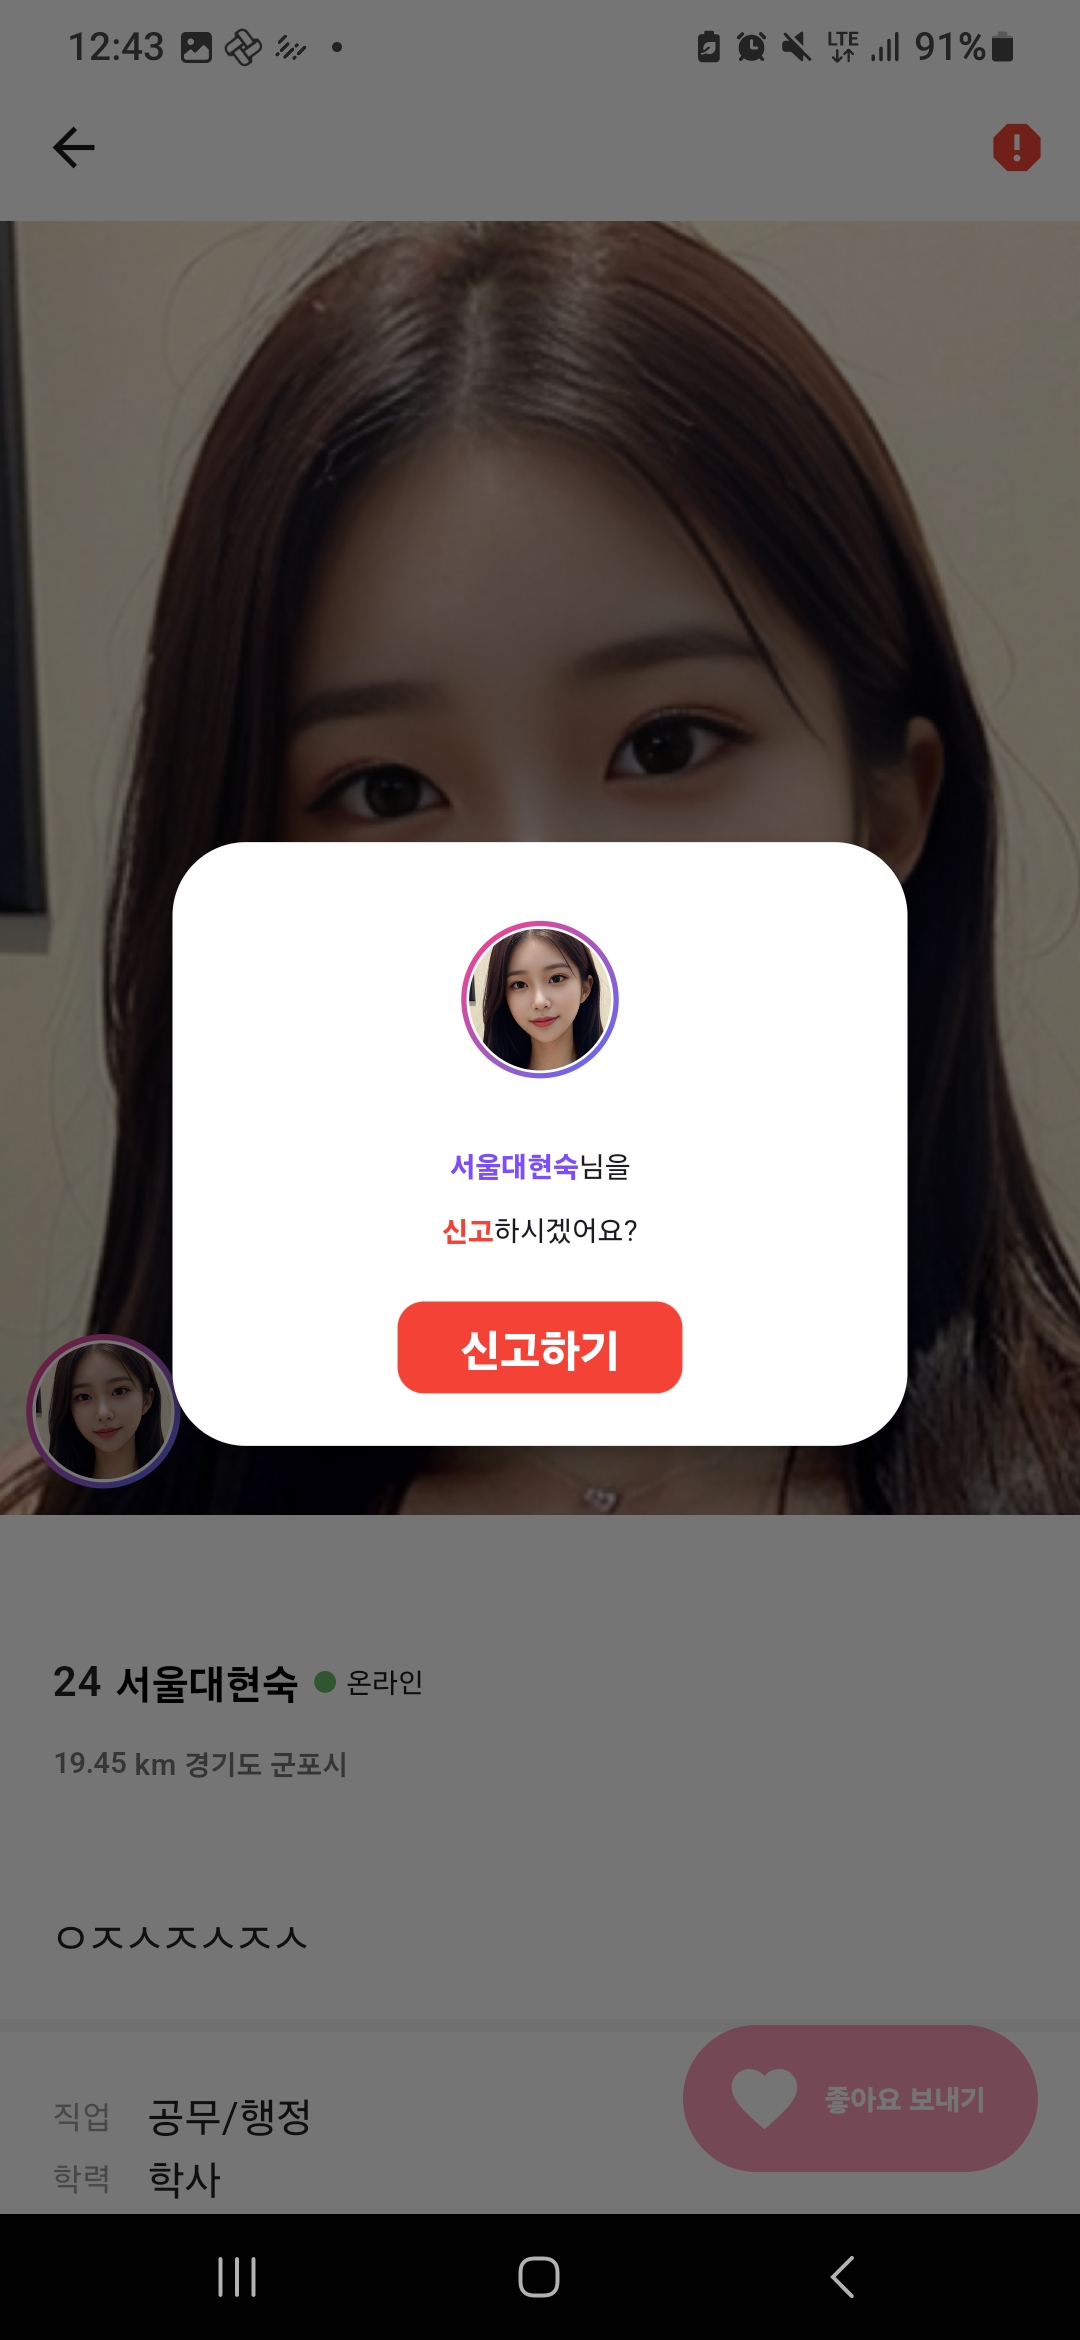 12:43
LTE
91%
서울대현숙님을
신고하시겠어요?
신고하기
24 서울대현숙 온라인
19.45 km 경기도 군포시
ㅇㅈㅅㅈㅅㅈㅅ
직업 공무/행정
좋아요 보내기
학력 학사